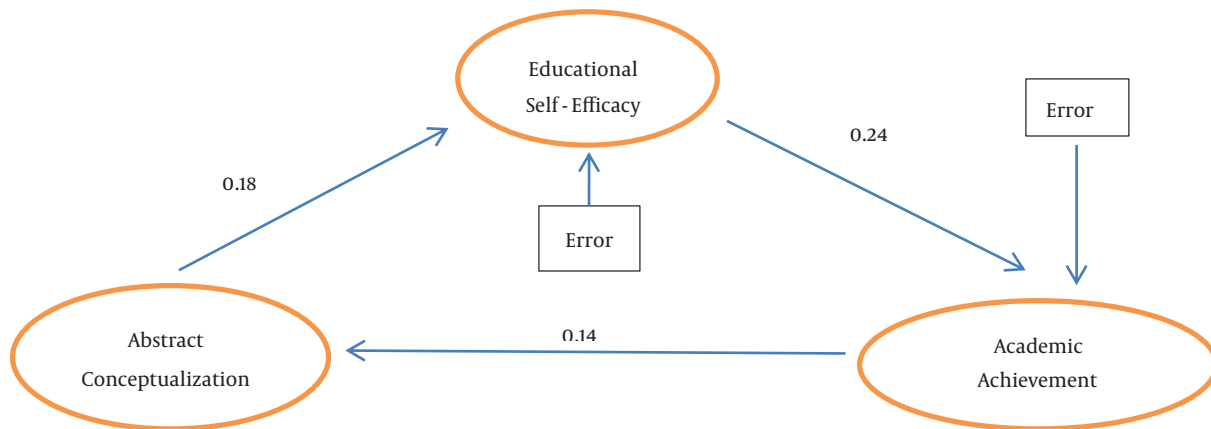 Educational
Self - Efficacy
Error
0.24
0.18
Error
Abstract
Conceptualization
0.14
Academic
Achievement